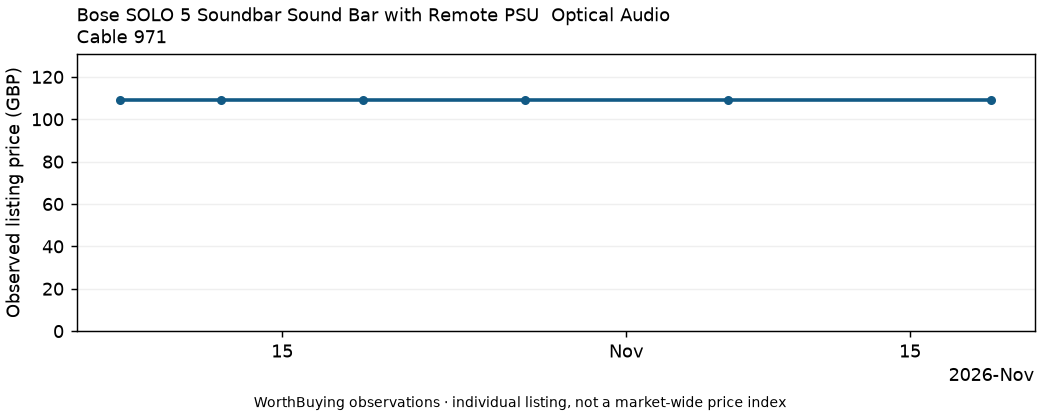 Bose SOLO 5 Soundbar Sound Bar with Remote PSU  Optical Audio
Cable 971
Observed listing price (GBP)
120
100
80
60
40
20
0
15
Nov
15
2026-Nov
WorthBuying observations · individual listing, not a market-wide price index